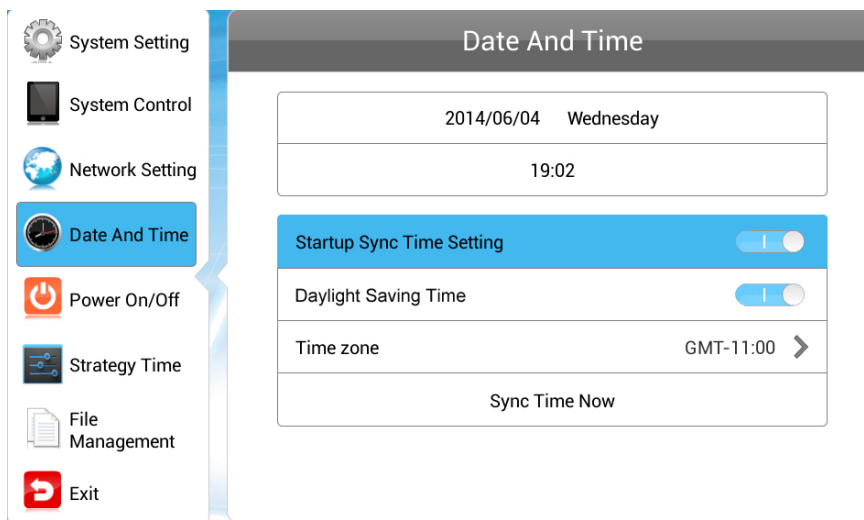 System Setting
System Control
Network Setting
Date And Time
Power On/Off
Strategy Time
File
Management
Exit
Date And Time
2014/06/04 Wednesday
19:02
Startup Sync Time Setting
Daylight Saving Time
Time zone GMT-11:00
Sync Time Now